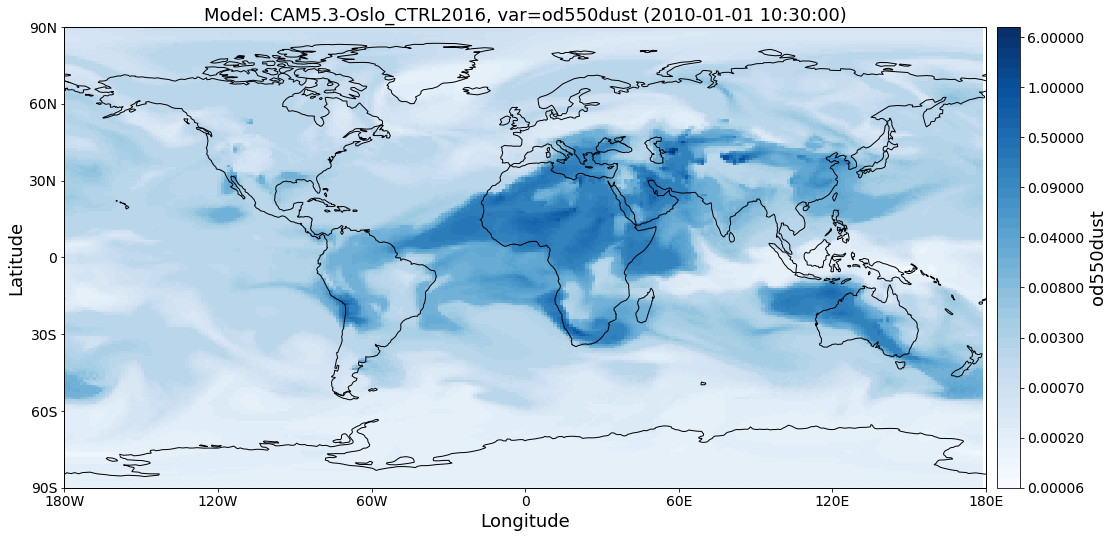 Model: CAM5.3-Oslo_CTRL2016, var=od550dust (2010-01-01 10:30:00)
90N
60N
30N
0
30S
60S
90S
Latitude
180W
120W
60W
0
60E
120E
180E
Longitude
6.00000
1.00000
0.50000
0.09000
0.04000
0.00800
0.00300
0.00070
0.00020
0.00006
od550dust